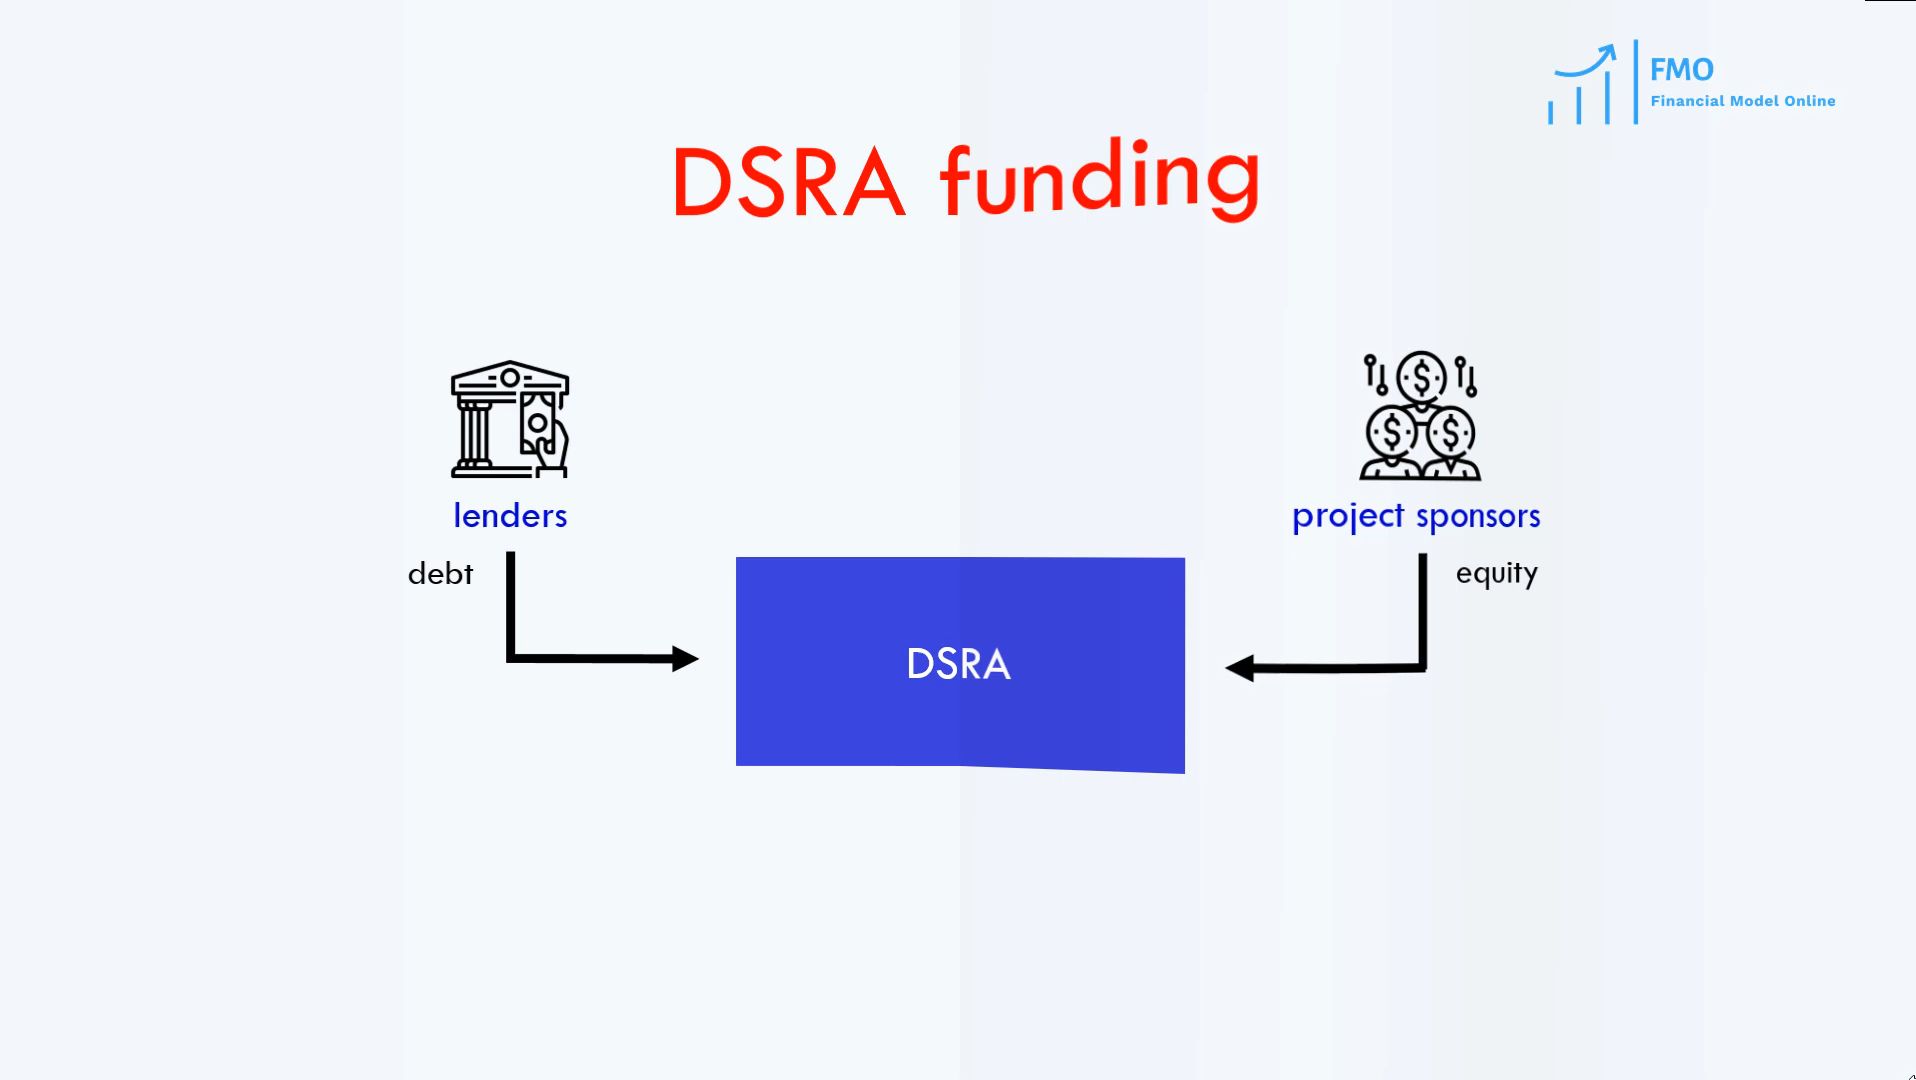 FMO
Financial Model Online
DSRA funding
lenders
project sponsors
debt
equity
DSRA